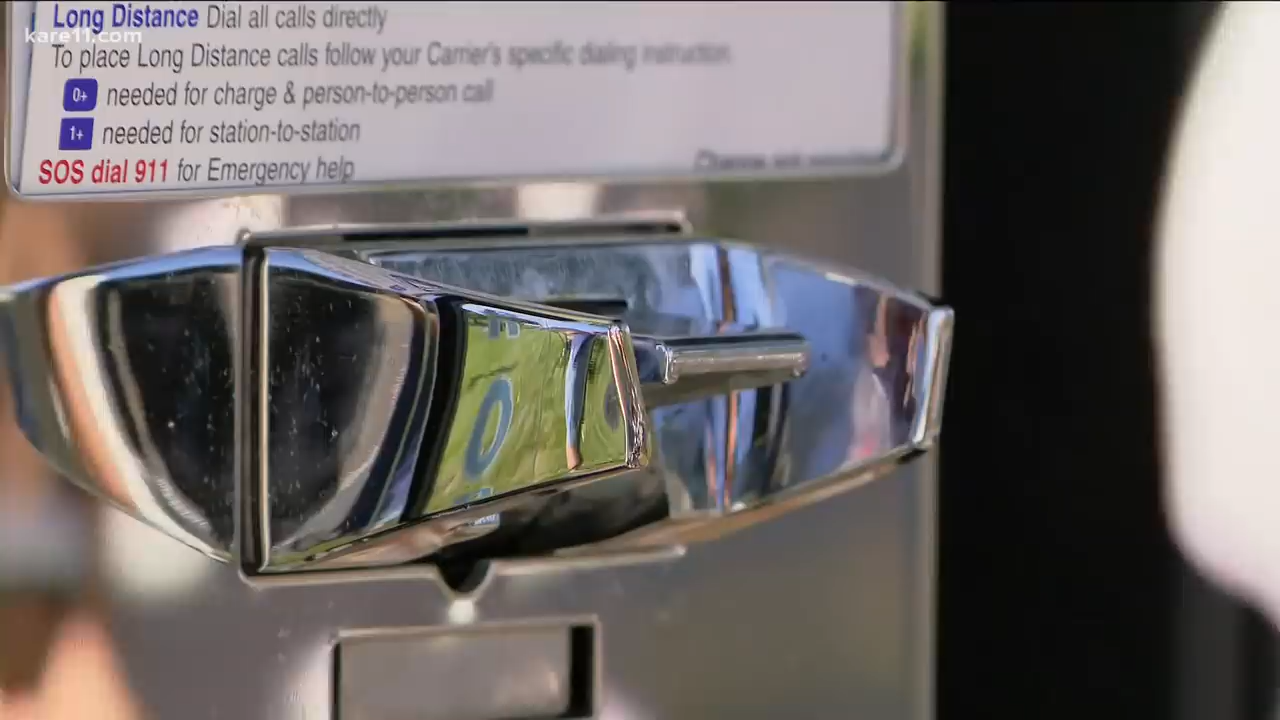 Long Distance Dial all calls directly
kare11.com
To place Long Distance calls follow your Carrier's specific dialing instruction
0+ needed for charge & person-to-person call
1+ needed for station-to-station
SOS dial 911 for Emergency help